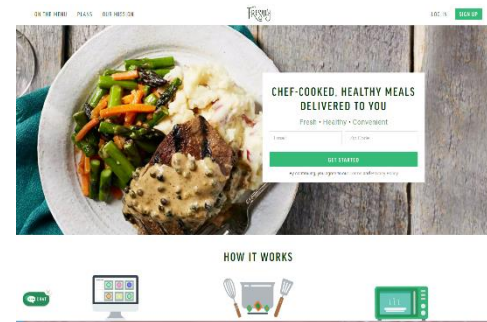 ON THE MENU PLANS OUR MISSION
LOG IN SIGN UP
CHEF-COOKED, HEALTHY MEALS
DELIVERED TO YOU
Fresh • Healthy • Convenient
GET STARTED
HOW IT WORKS
CHAT